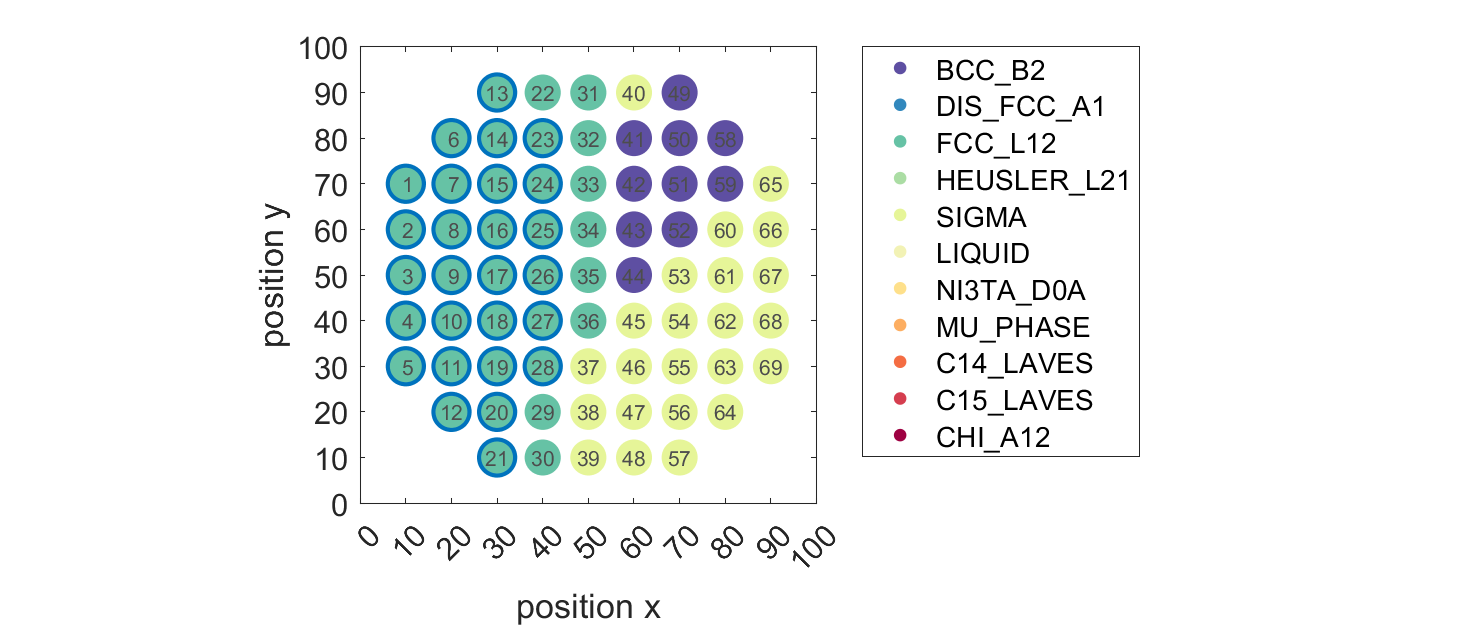 100
90
80
70
60
50
40
30
20
10
0
position y
13 22 31 40 49
6 14 23 32 41 50 58
1 7 15 24 33 42 51 59 65
2 8 16 25 34 43 52 60 66
3 9 17 26 35 44 53 61 67
4 10 18 27 36 45 54 62 68
5 11 19 28 37 46 55 63 69
12 20 29 38 47 56 64
21 30 39 48 57
0 10 20 30 40 50 60 70 80 90 100
position x
BCC_B2
DIS_FCC_A1
FCC_L12
HEUSLER_L21
SIGMA
LIQUID
NI3TA_D0A
MU_PHASE
C14_LAVES
C15_LAVES
CHI_A12